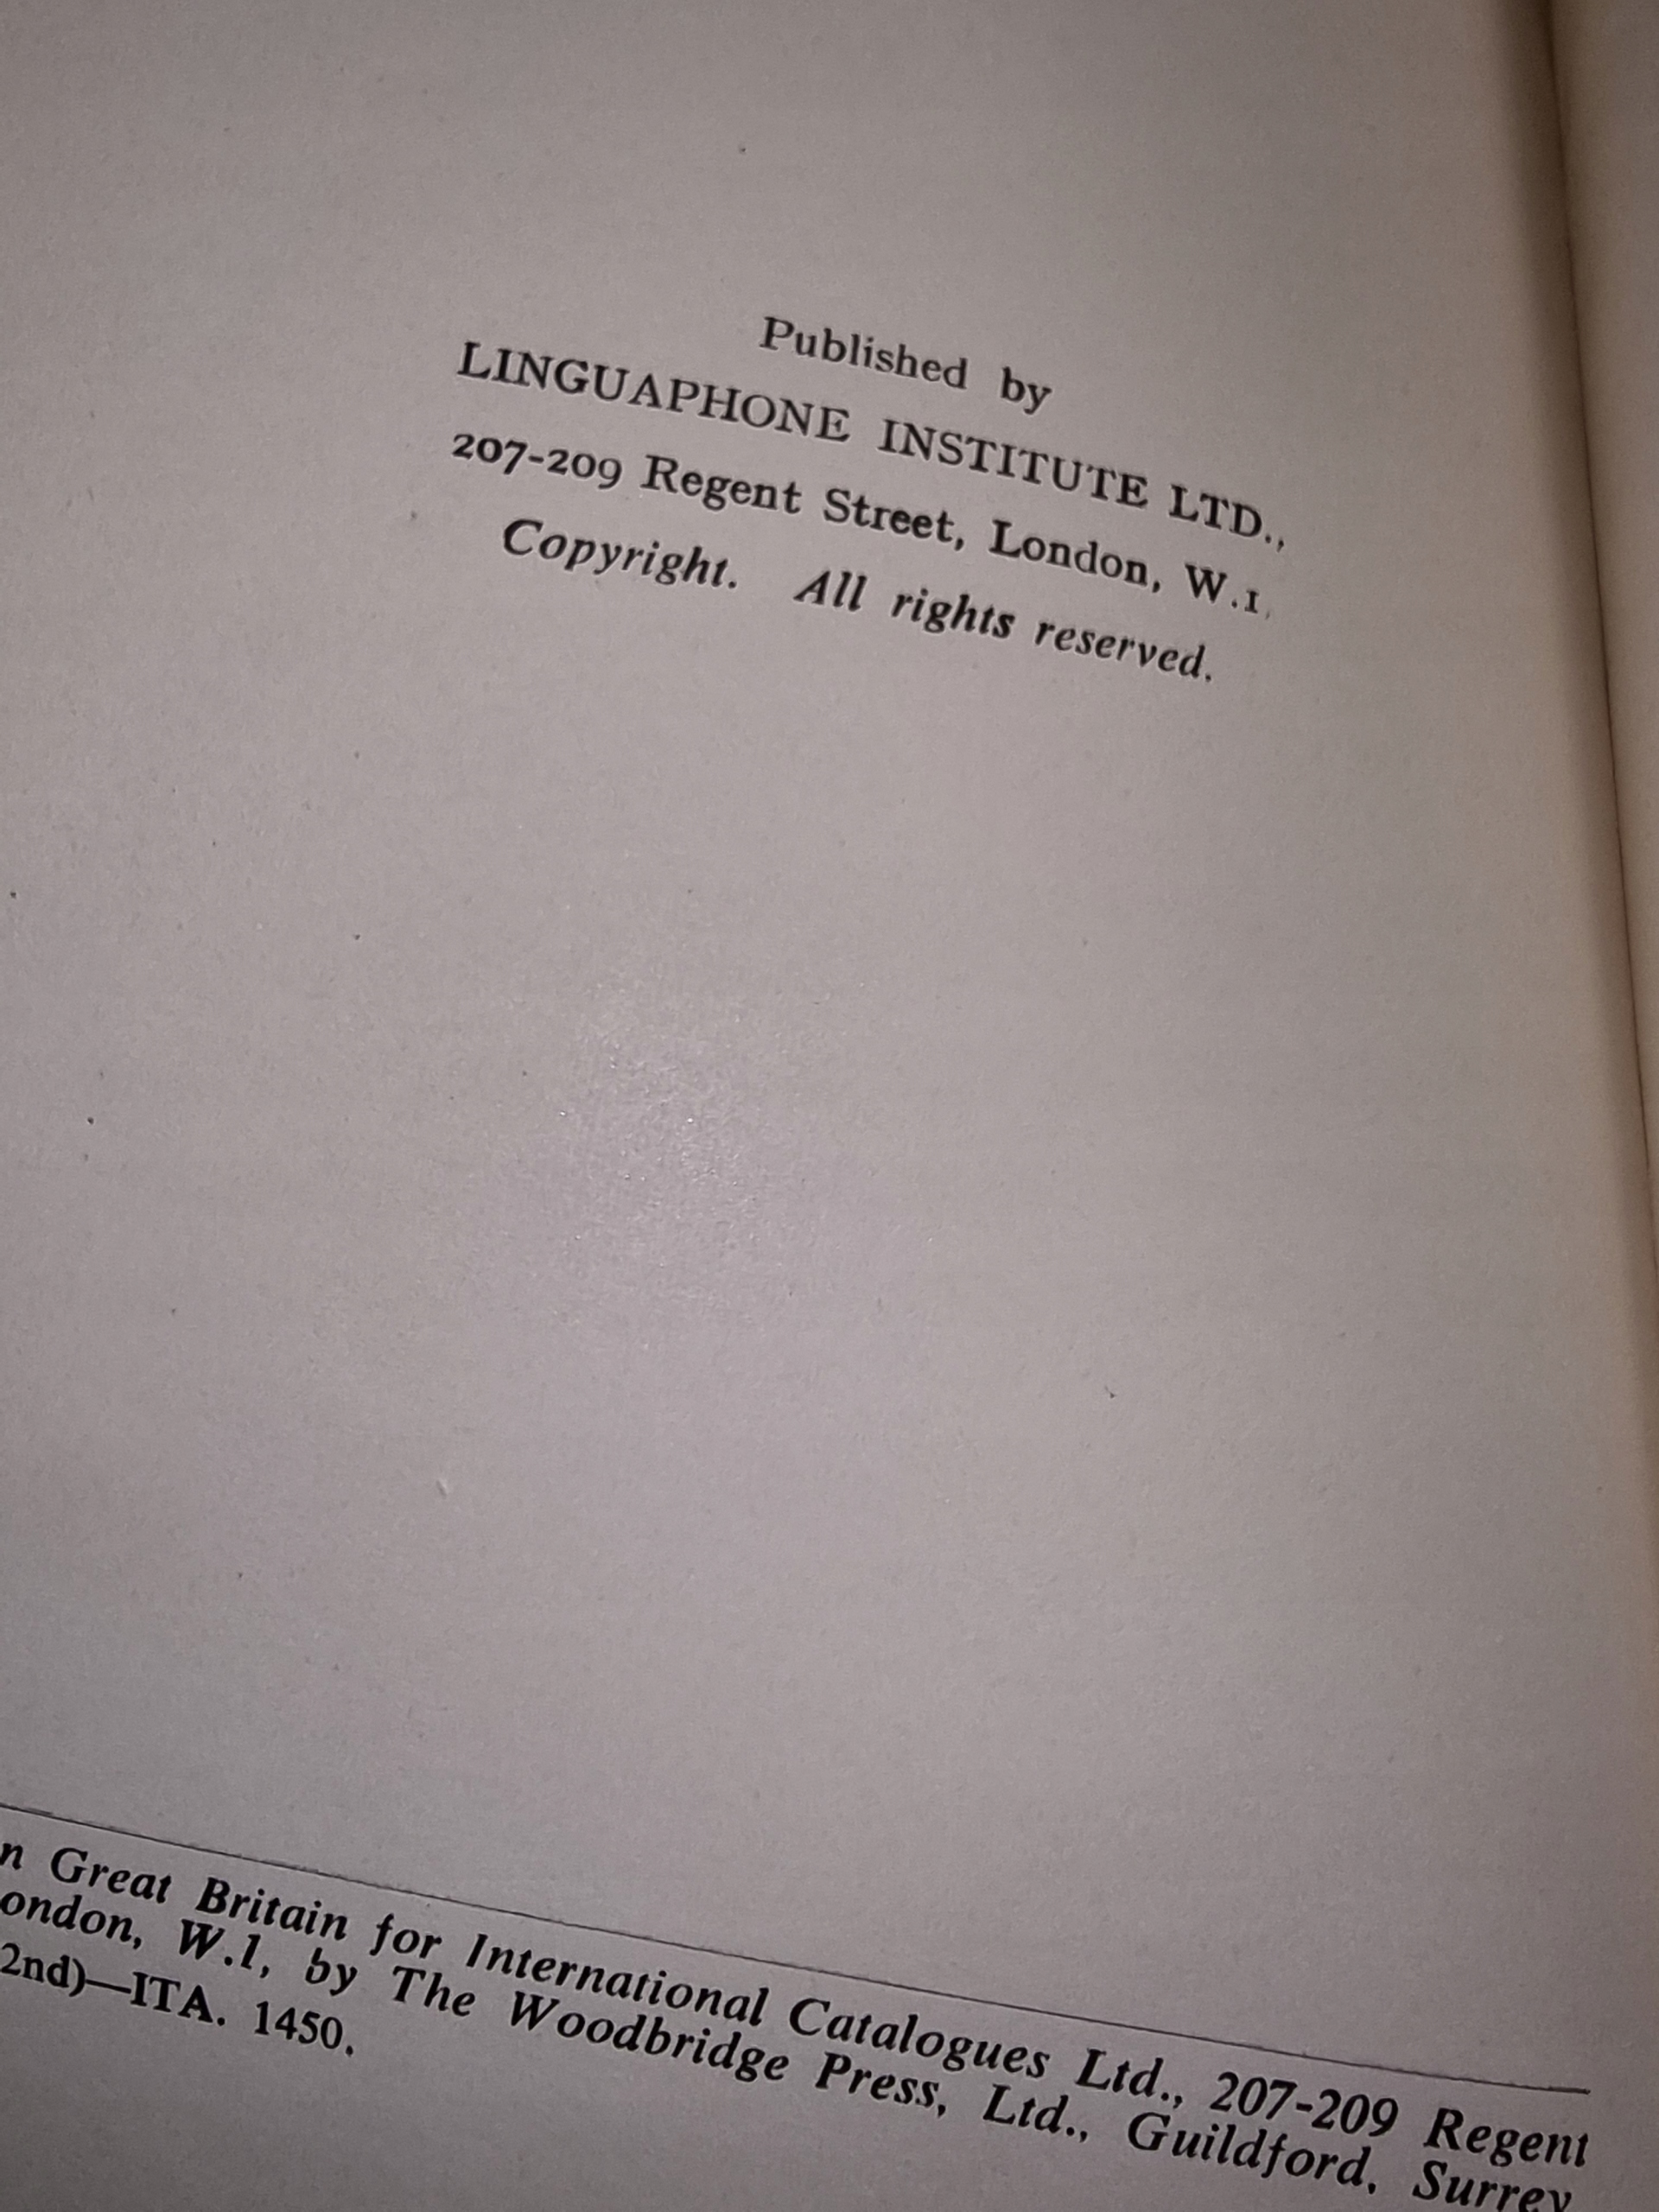 Published by
LINGUAPHONE INSTITUTE LTD.,
207-209 Regent Street, London, W.1.
Copyright. All rights reserved.
n Great Britain for International Catalogues Ltd., 207-209 Regent
ondon, W.1, by The Woodbridge Press, Ltd., Guildford, Surrey
2nd)—ITA. 1450.